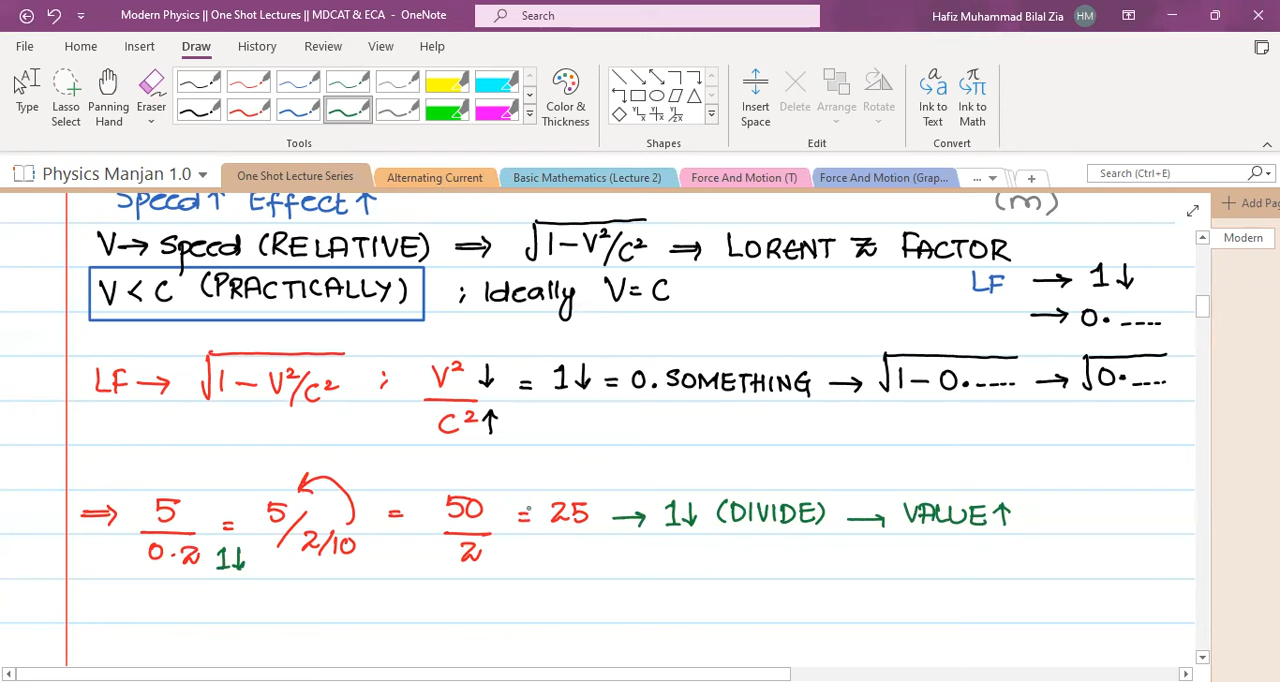 Modern Physics || One Shot Lectures || MDCAT & ECA - OneNote
Search
Hafiz Muhammad Bilal Zia HM
File Home Insert Draw History Review View Help
Type Lasso Select Panning Hand Eraser Color & Thickness Insert Space Delete Arrange Rotate Ink to Text Ink to Math
Tools Shapes Edit Convert
Physics Manjan 1.0 One Shot Lecture Series Alternating Current Basic Mathematics (Lecture 2) Force And Motion (T) Force And Motion (Grap... ... Search (Ctrl+E)
Speed↑ Effect↑ (m) Add Pag
V→ Speed (RELATIVE) ⇒ √1-V²/C² ⇒ LORENTZ FACTOR Modern
LF → 1↓
V < C (PRACTICALLY) ; Ideally V = C
→ 0. ----
LF → √1 - V²/C² ; V²↓/C²↑ = 1↓ = 0. SOMETHING → √1 - 0. ----- → √0. ----
⇒ 5/0.2 = 5/2/10 = 50/2 = 25 → 1↓ (DIVIDE) → VALUE↑
1↓